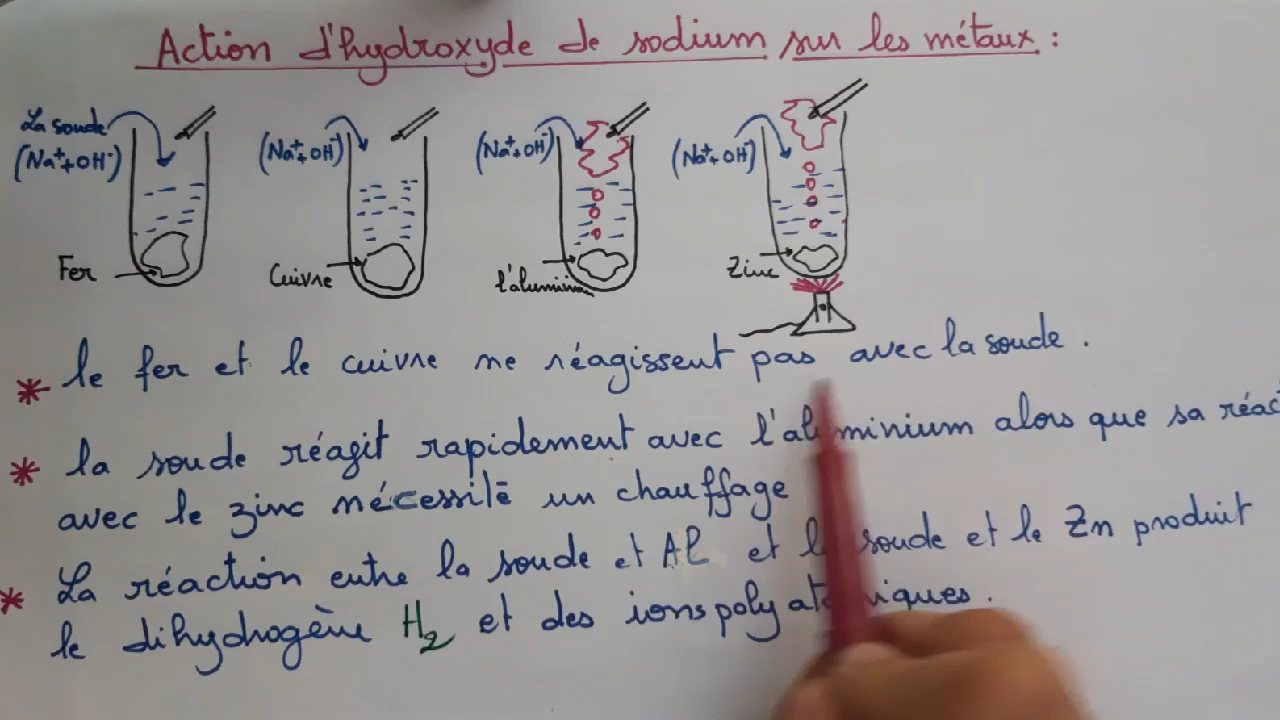 Action d'hydroxyde de sodium sur les métaux :
La soude
(Na⁺+OH⁻)
(Na⁺+OH⁻)
(Na⁺+OH⁻)
(Na⁺+OH⁻)
Fer
Cuivre
l'aluminium
Zinc
* le fer et le cuivre ne réagissent pas avec la soude .
* la soude réagit rapidement avec l'aluminium alors que sa
avec le zinc nécessite un chauffage
* La réaction entre la soude et Al et la soude et le Zn produit
le dihydrogène H₂ et des ions polyatomiques .